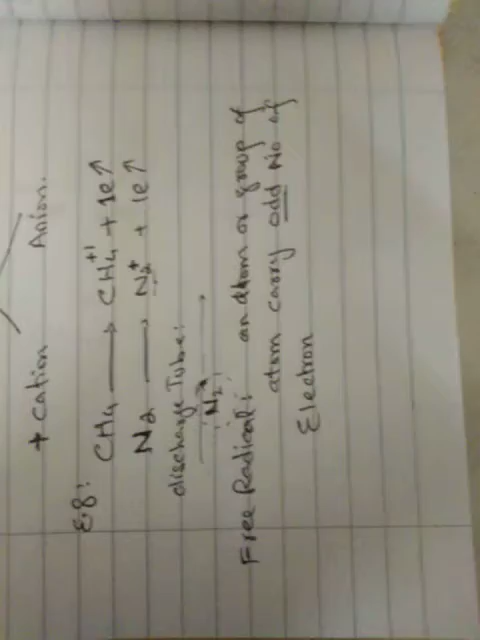 + Cation Anion.
Eg:
CH4 → CH4+1 + 1e↑
N2 → N2+ + 1e↑
discharge Tube:
N2
Free Radical: an atom or group of
atom carry odd No of
Electron